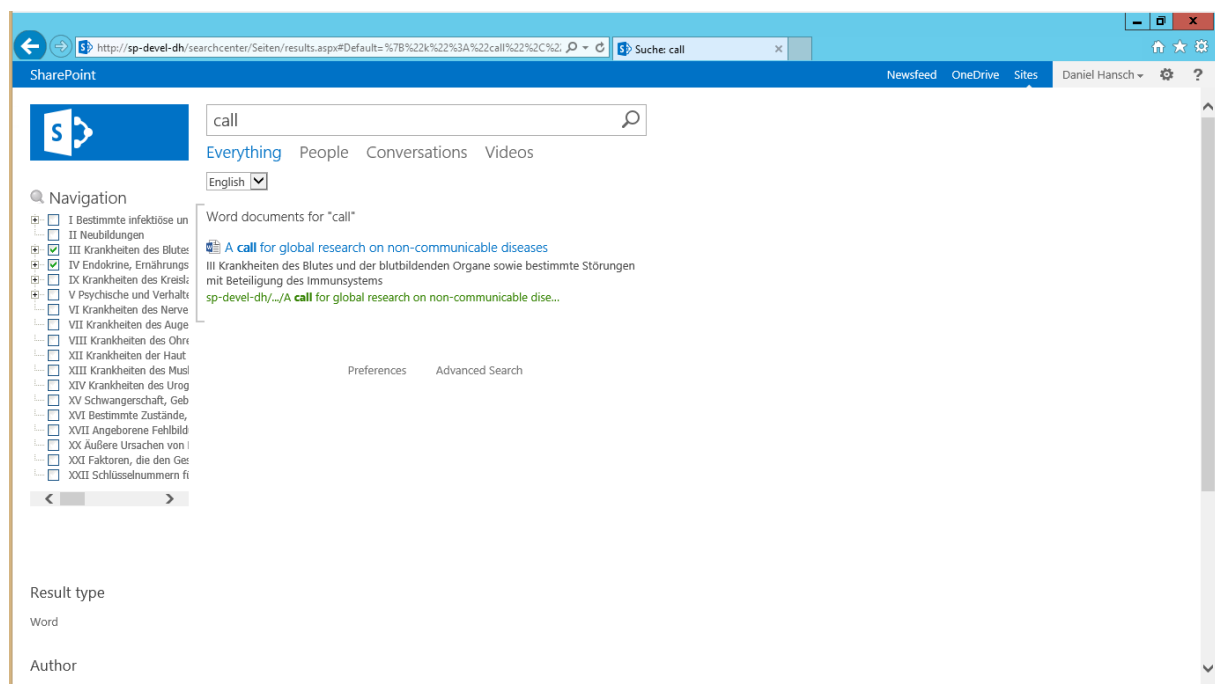 http://sp-devel-dh/searchcenter/Seiten/results.aspx#Default=%7B%22k%22%3A%22call%22%2C%2
Suche: call
SharePoint
Newsfeed OneDrive Sites Daniel Hansch ?
S
call
Everything People Conversations Videos
English
Navigation
I Bestimmte infektiöse un
II Neubildungen
III Krankheiten des Blutes
IV Endokrine, Ernährungs
IX Krankheiten des Kreisla
V Psychische und Verhalte
VI Krankheiten des Nerve
VII Krankheiten des Auge
VIII Krankheiten des Ohre
XII Krankheiten der Haut
XIII Krankheiten des Musl
XIV Krankheiten des Urog
XV Schwangerschaft, Geb
XVI Bestimmte Zustände,
XVII Angeborene Fehlbild
XX Äußere Ursachen von
XXI Faktoren, die den Ges
XXII Schlüsselnummern fü
Word documents for "call"
A call for global research on non-communicable diseases
III Krankheiten des Blutes und der blutbildenden Organe sowie bestimmte Störungen
mit Beteiligung des Immunsystems
sp-devel-dh/.../A call for global research on non-communicable dise...
Preferences Advanced Search
Result type
Word
Author